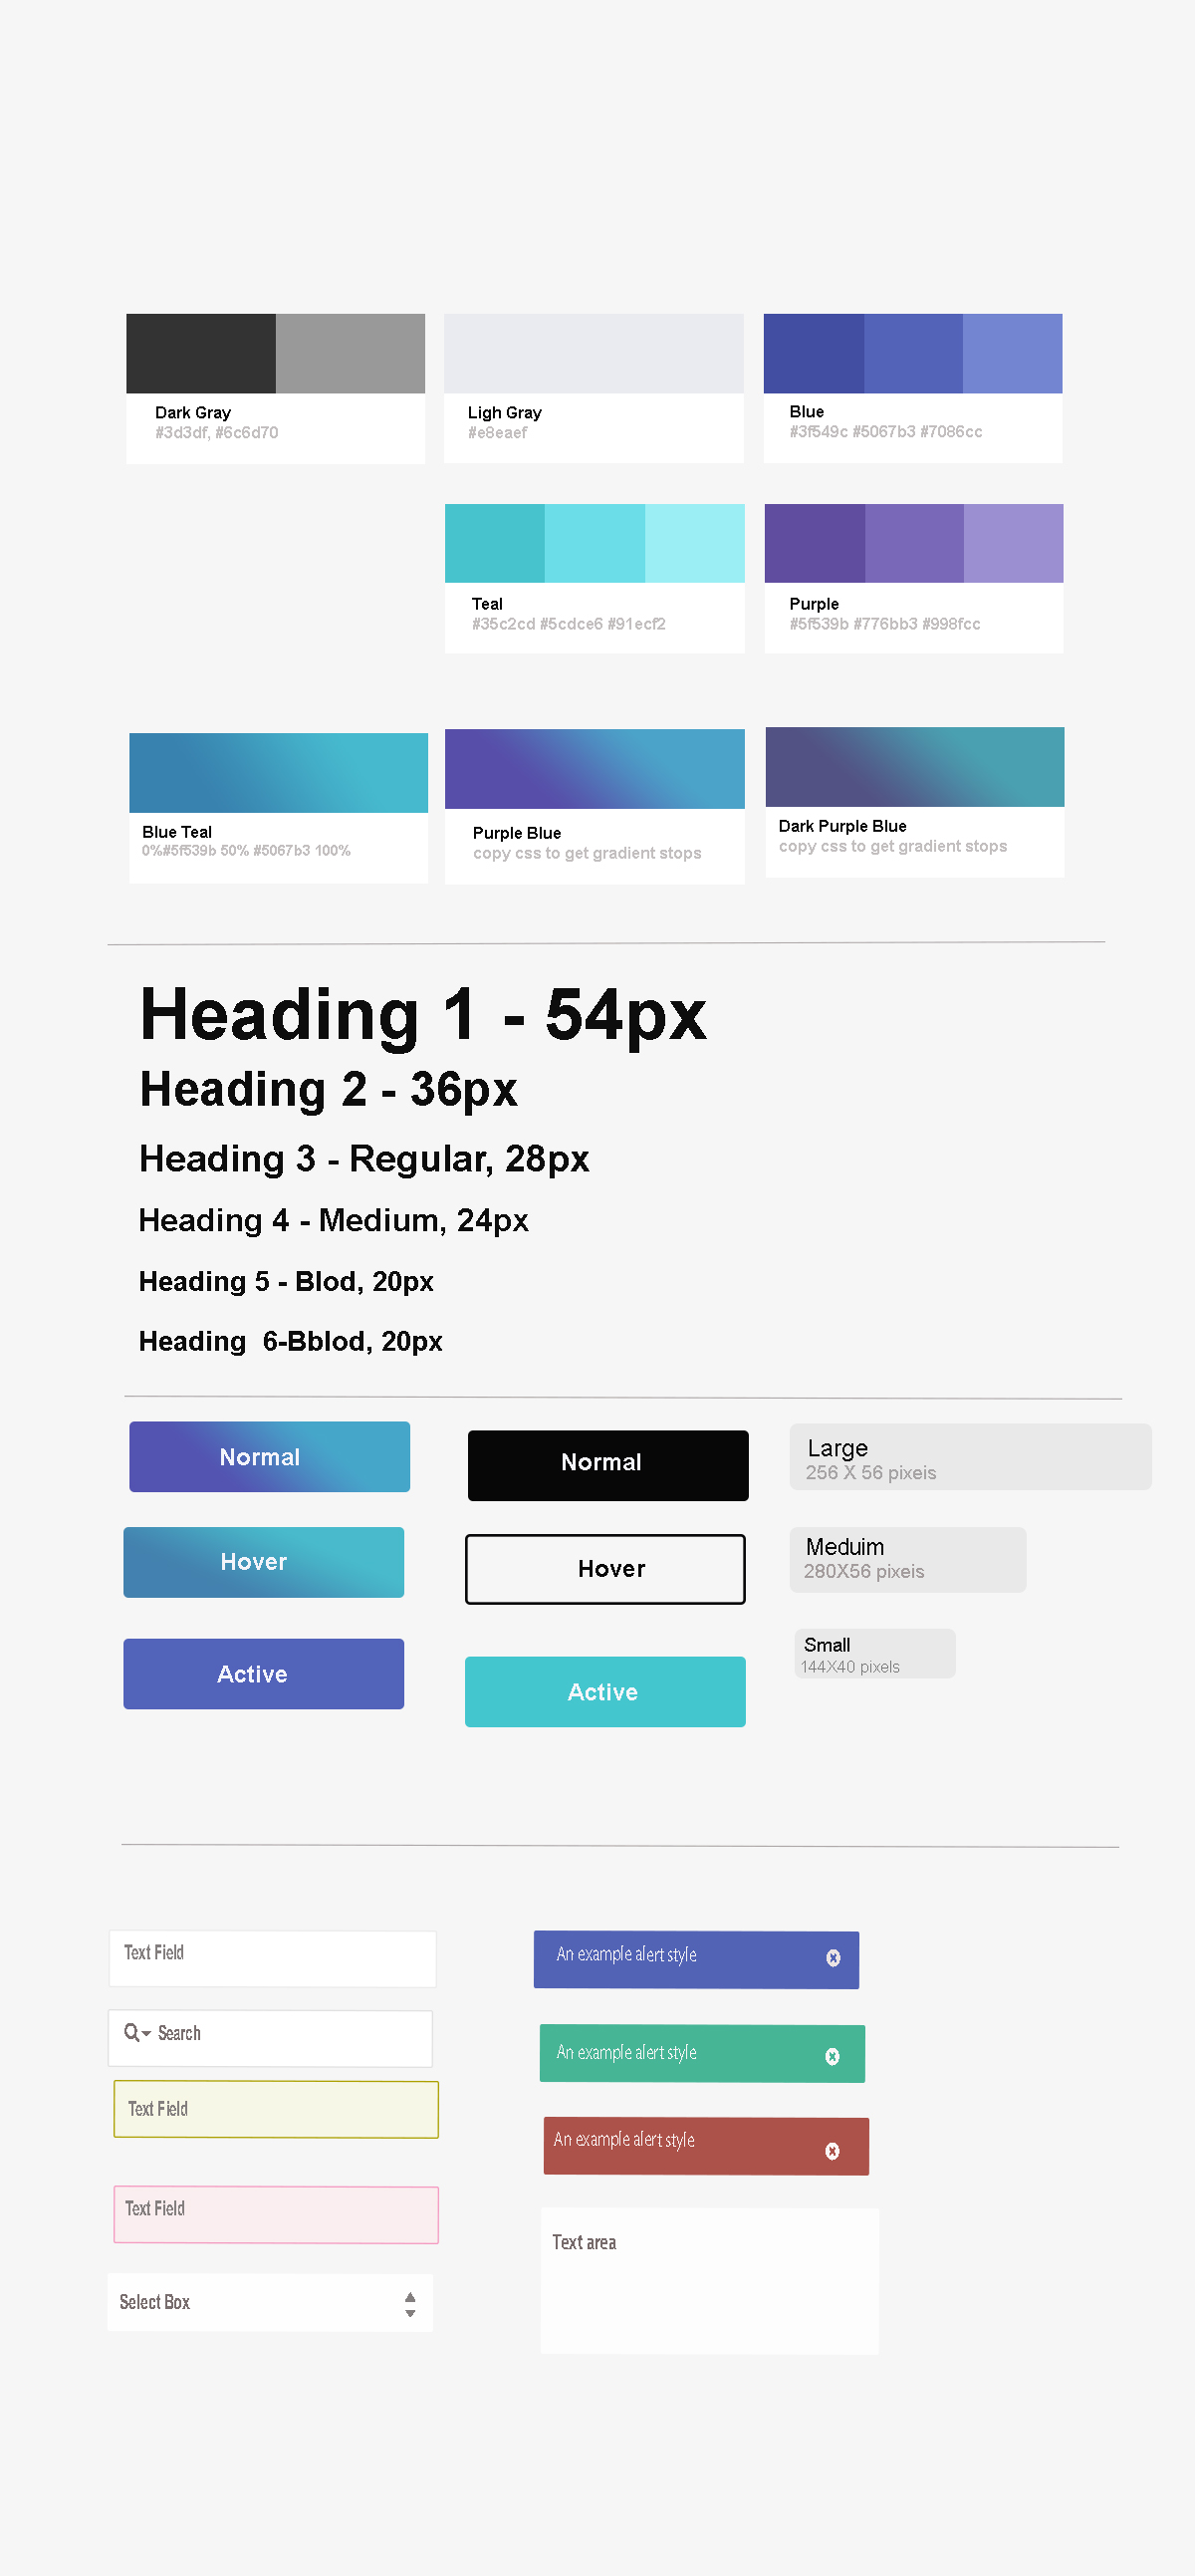 Dark Gray
#3d3df, #6c6d70
Ligh Gray
#e8eaef
Blue
#3f549c #5067b3 #7086cc
Teal
#35c2cd #5cdce6 #91ecf2
Purple
#5f539b #776bb3 #998fcc
Blue Teal
0%#5f539b 50% #5067b3 100%
Purple Blue
copy css to get gradient stops
Dark Purple Blue
copy css to get gradient stops
Heading 1 - 54px
Heading 2 - 36px
Heading 3 - Regular, 28px
Heading 4 - Medium, 24px
Heading 5 - Blod, 20px
Heading  6-Bblod, 20px
Normal
Normal
Large
256 X 56 pixeis
Hover
Hover
Meduim
280X56 pixeis
Active
Active
Small
144X40 pixels
Text Field
An example alert style
Search
An example alert style
Text Field
An example alert style
Text Field
Text area
Select Box